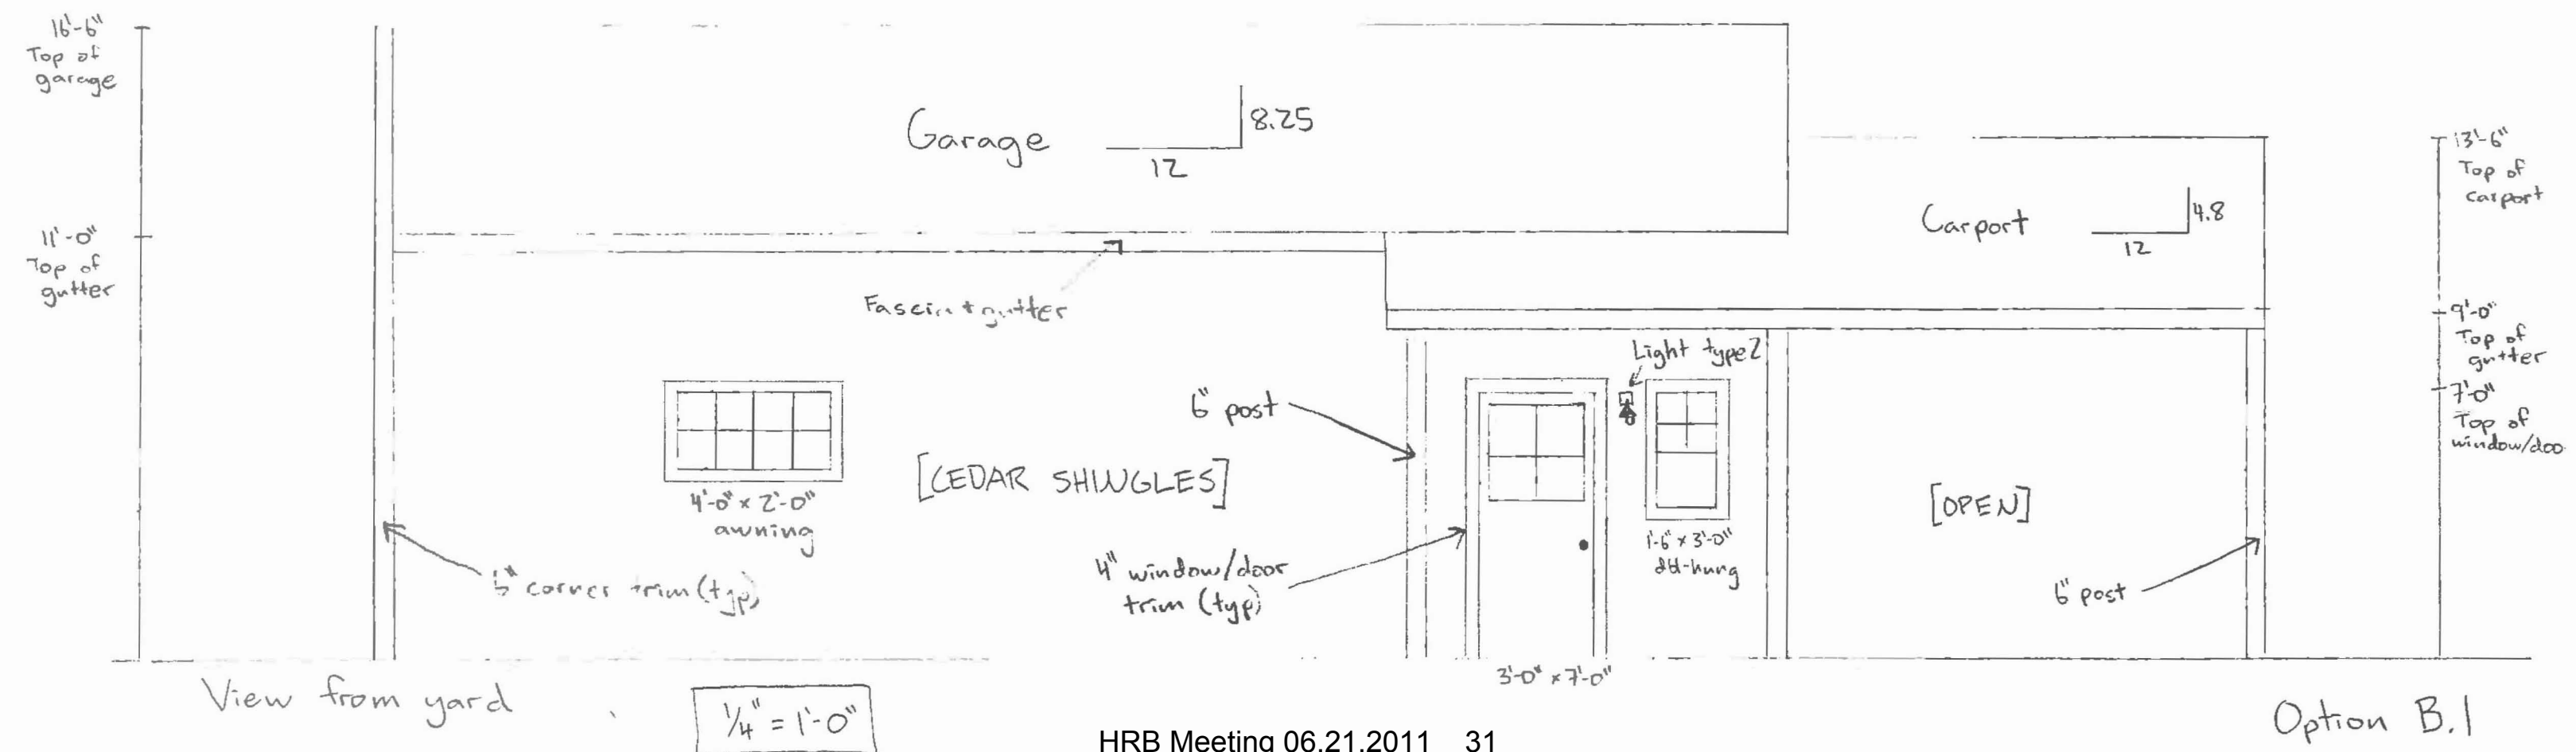 16'-6"
Top of
garage
Garage
8.25
12
13'-6"
Top of
carport
Carport
4.8
12
11'-0"
Top of
gutter
Fascia + gutter
9'-0"
Top of
gutter
Light type 2
7'-0"
Top of
window/doo
6" post
[CEDAR SHINGLES]
4'-0" x 2'-0"
awning
[OPEN]
1'-6" x 3'-0"
dbl-hung
4" window/door
trim (typ)
corner trim (typ)
6" post
3'-0" x 7'-0"
View from yard
1/4" = 1'-0"
Option B.1
HRB Meeting 06.21.2011 31